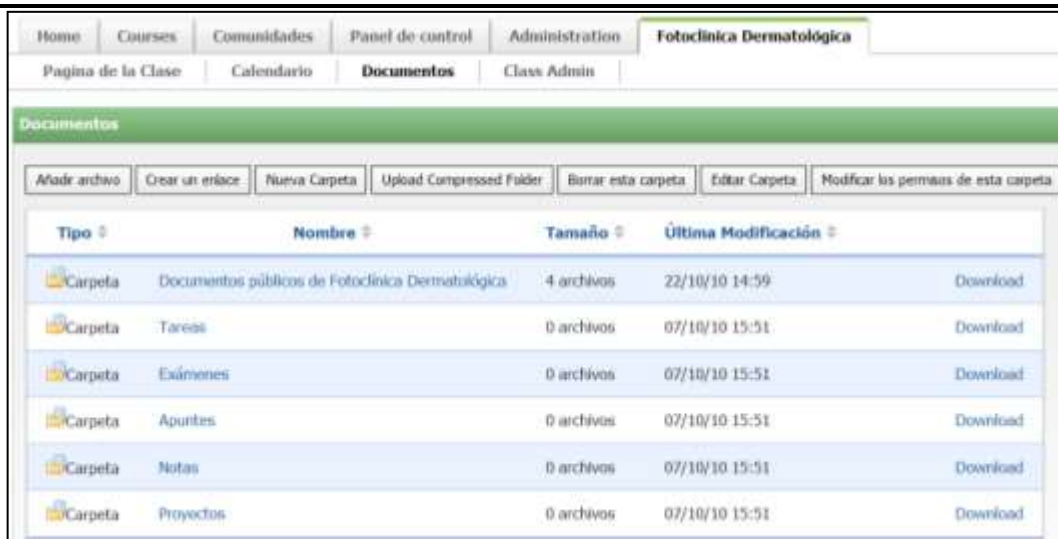 Home Courses Comunidades Panel de control Administration Fotoclínica Dermatológica
Pagina de la Clase Calendario Documentos Class Admin
Documentos
Añadir archivo Crear un enlace Nueva Carpeta Upload Compressed Folder Borrar esta carpeta Editar Carpeta Modificar los permisos de esta carpeta
Tipo Nombre Tamaño Última Modificación
Carpeta Documentos públicos de Fotoclínica Dermatológica 4 archivos 22/10/10 14:59 Download
Carpeta Tareas 0 archivos 07/10/10 15:51 Download
Carpeta Exámenes 0 archivos 07/10/10 15:51 Download
Carpeta Apuntes 0 archivos 07/10/10 15:51 Download
Carpeta Notas 0 archivos 07/10/10 15:51 Download
Carpeta Proyectos 0 archivos 07/10/10 15:51 Download